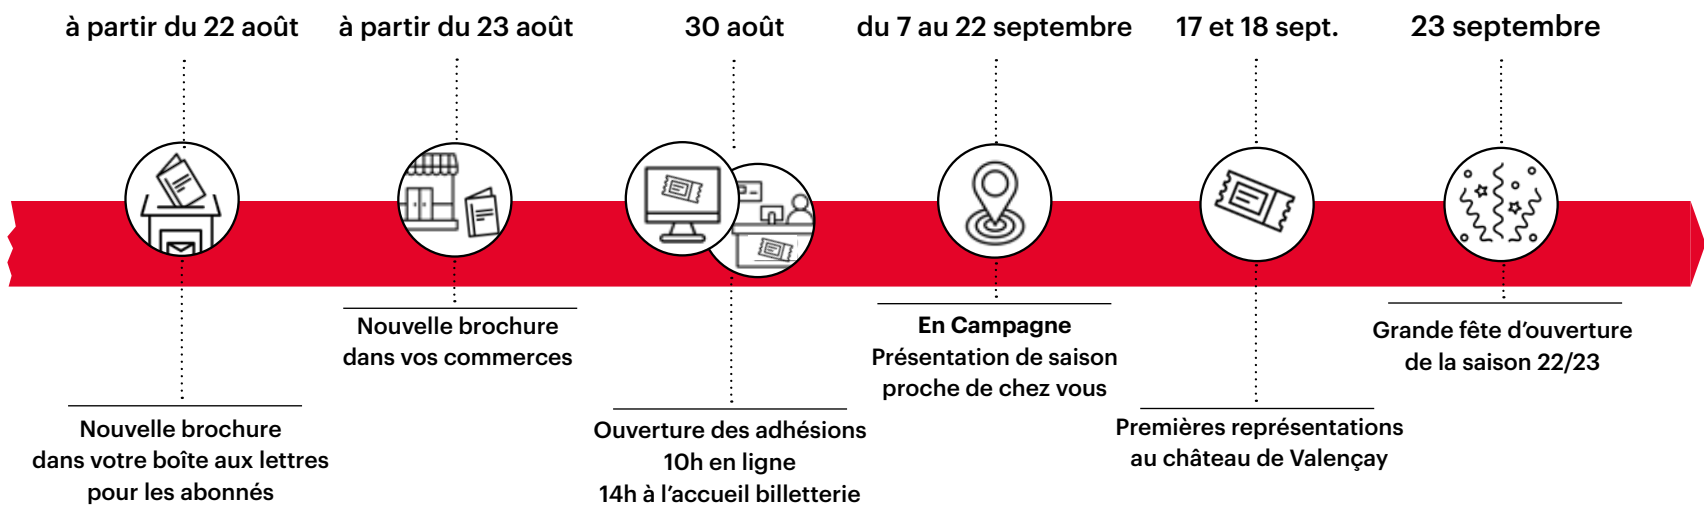 à partir du 22 août
à partir du 23 août
30 août
du 7 au 22 septembre
17 et 18 sept.
23 septembre
Nouvelle brochure
dans votre boîte aux lettres
pour les abonnés
Nouvelle brochure
dans vos commerces
Ouverture des adhésions
10h en ligne
14h à l’accueil billetterie
En Campagne
Présentation de saison
proche de chez vous
Premières représentations
au château de Valençay
Grande fête d’ouverture
de la saison 22/23